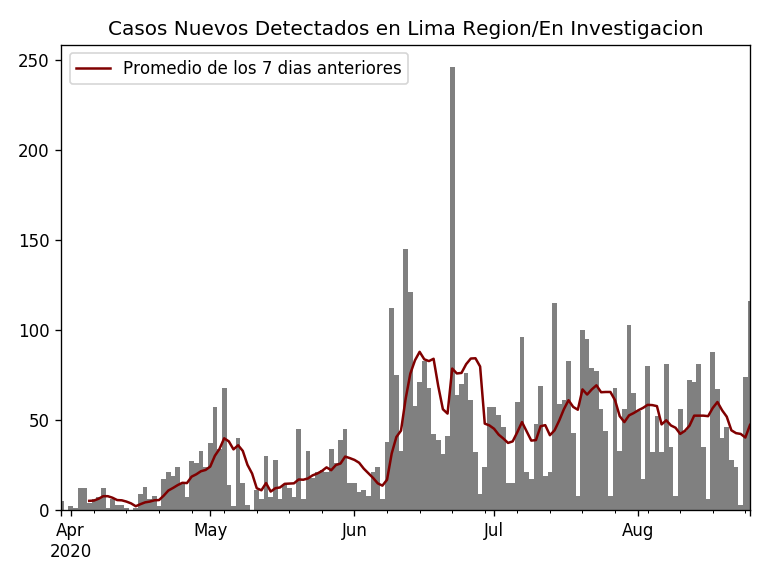 Casos Nuevos Detectados en Lima Region/En Investigacion
Promedio de los 7 dias anteriores
250
200
150
100
50
0
Apr May Jun Jul Aug
2020